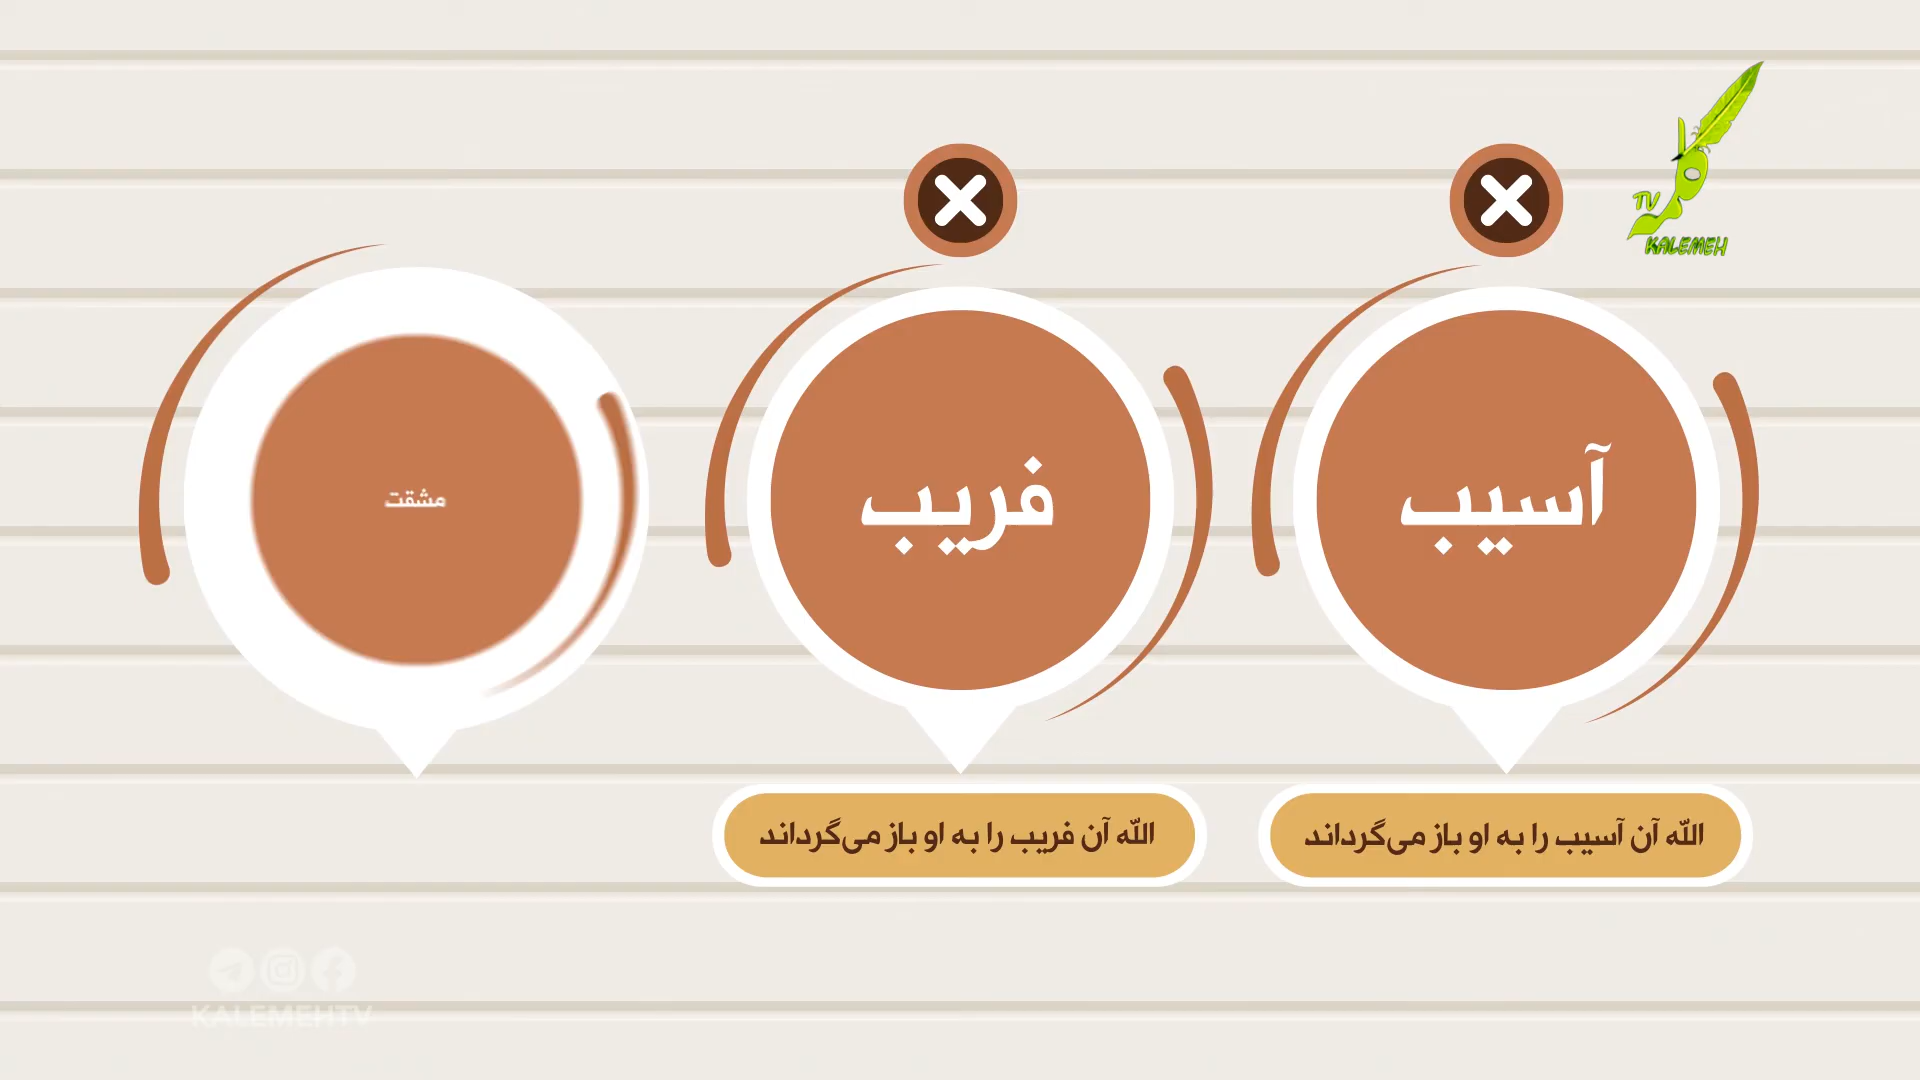 TV
KALEMEH
آسیب
فریب
مشقت
الله آن آسیب را به او باز می‌گرداند
الله آن فریب را به او باز می‌گرداند
KALEMEHTV